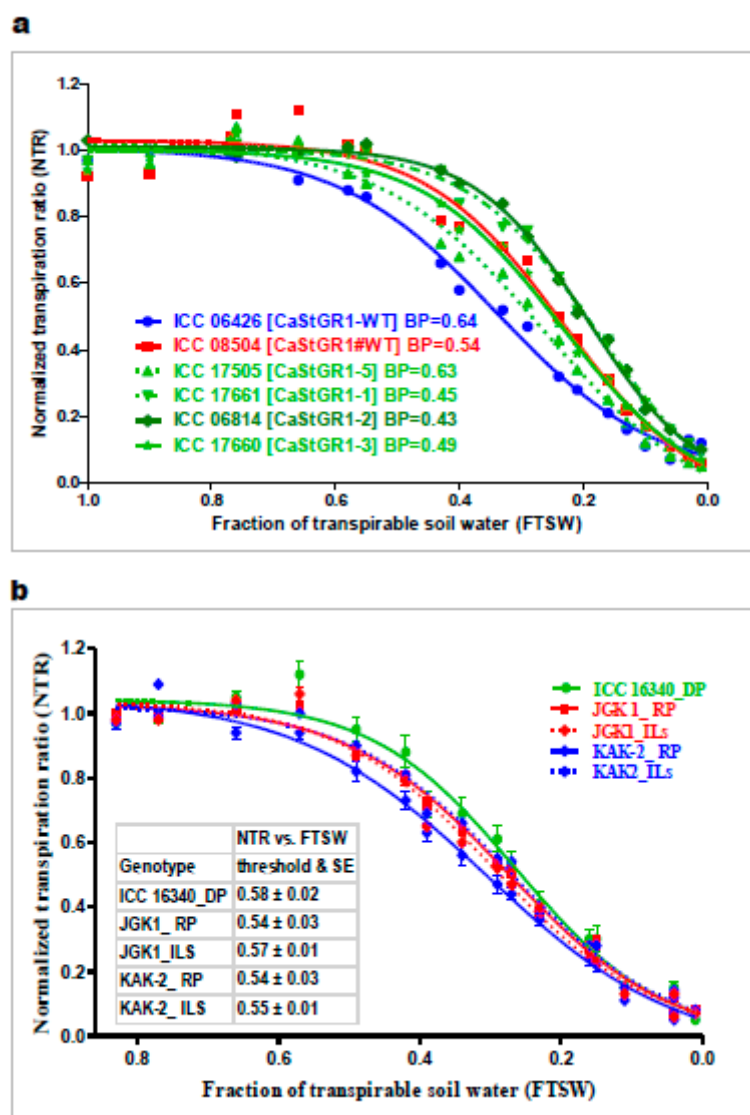 a
1.2
1.0
0.8
0.6
0.4
0.2
0.0
Normalized transpiration ratio (NTR)
ICC 06426 [CaStGR1-WT] BP=0.64
ICC 08504 [CaStGR1#WT] BP=0.54
ICC 17505 [CaStGR1-5] BP=0.63
ICC 17661 [CaStGR1-1] BP=0.45
ICC 06814 [CaStGR1-2] BP=0.43
ICC 17660 [CaStGR1-3] BP=0.49
1.0 0.8 0.6 0.4 0.2 0.0
Fraction of transpirable soil water (FTSW)
b
1.2
1.0
0.8
0.6
0.4
0.2
0.0
Normalized transpiration ratio (NTR)
ICC 16340_DP
JGK 1_ RP
JGK1_ILs
KAK-2_RP
KAK2_ILs
NTR vs. FTSW
Genotype threshold & SE
ICC 16340_DP 0.58 ± 0.02
JGK1_ RP 0.54 ± 0.03
JGK1_ILS 0.57 ± 0.01
KAK-2_ RP 0.54 ± 0.03
KAK-2_ ILS 0.55 ± 0.01
0.8 0.6 0.4 0.2 0.0
Fraction of transpirable soil water (FTSW)